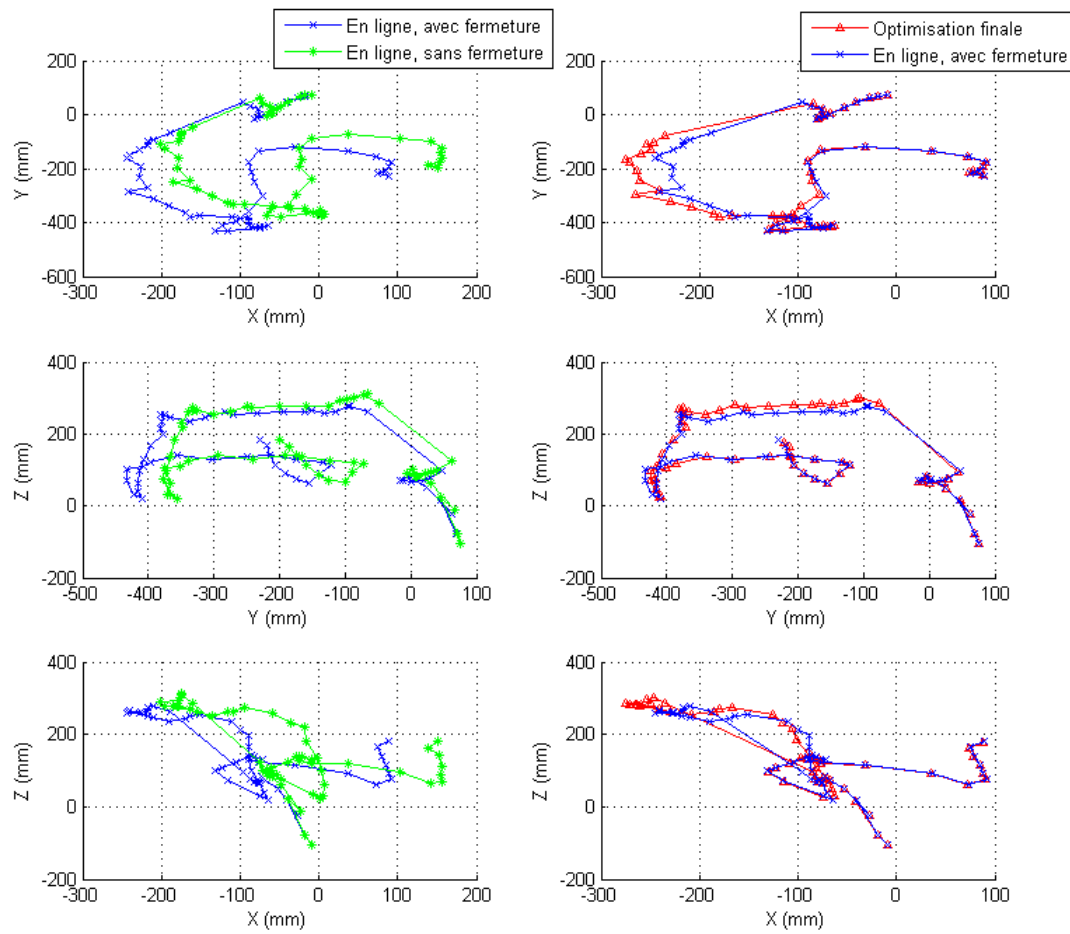 En ligne, avec fermeture
En ligne, sans fermeture
Optimisation finale
En ligne, avec fermeture
200
0
-200
-400
-600
Y (mm)
-300 -200 -100 0 100 200
X (mm)
200
0
-200
-400
-600
Y (mm)
-300 -200 -100 0 100
X (mm)
400
200
0
-200
Z (mm)
-500 -400 -300 -200 -100 0 100
Y (mm)
400
200
0
-200
Z (mm)
-500 -400 -300 -200 -100 0 100
Y (mm)
400
200
0
-200
Z (mm)
-300 -200 -100 0 100 200
X (mm)
400
200
0
-200
Z (mm)
-300 -200 -100 0 100
X (mm)